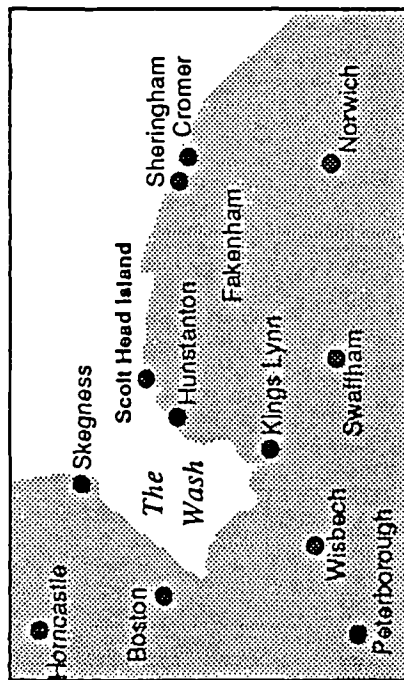 Horncastle
Skegness
Boston
The
Wash
Scolt Head Island
Hunstanton
Sheringham
Cromer
Fakenham
Kings Lynn
Wisbech
Peterborough
Swaffham
Norwich